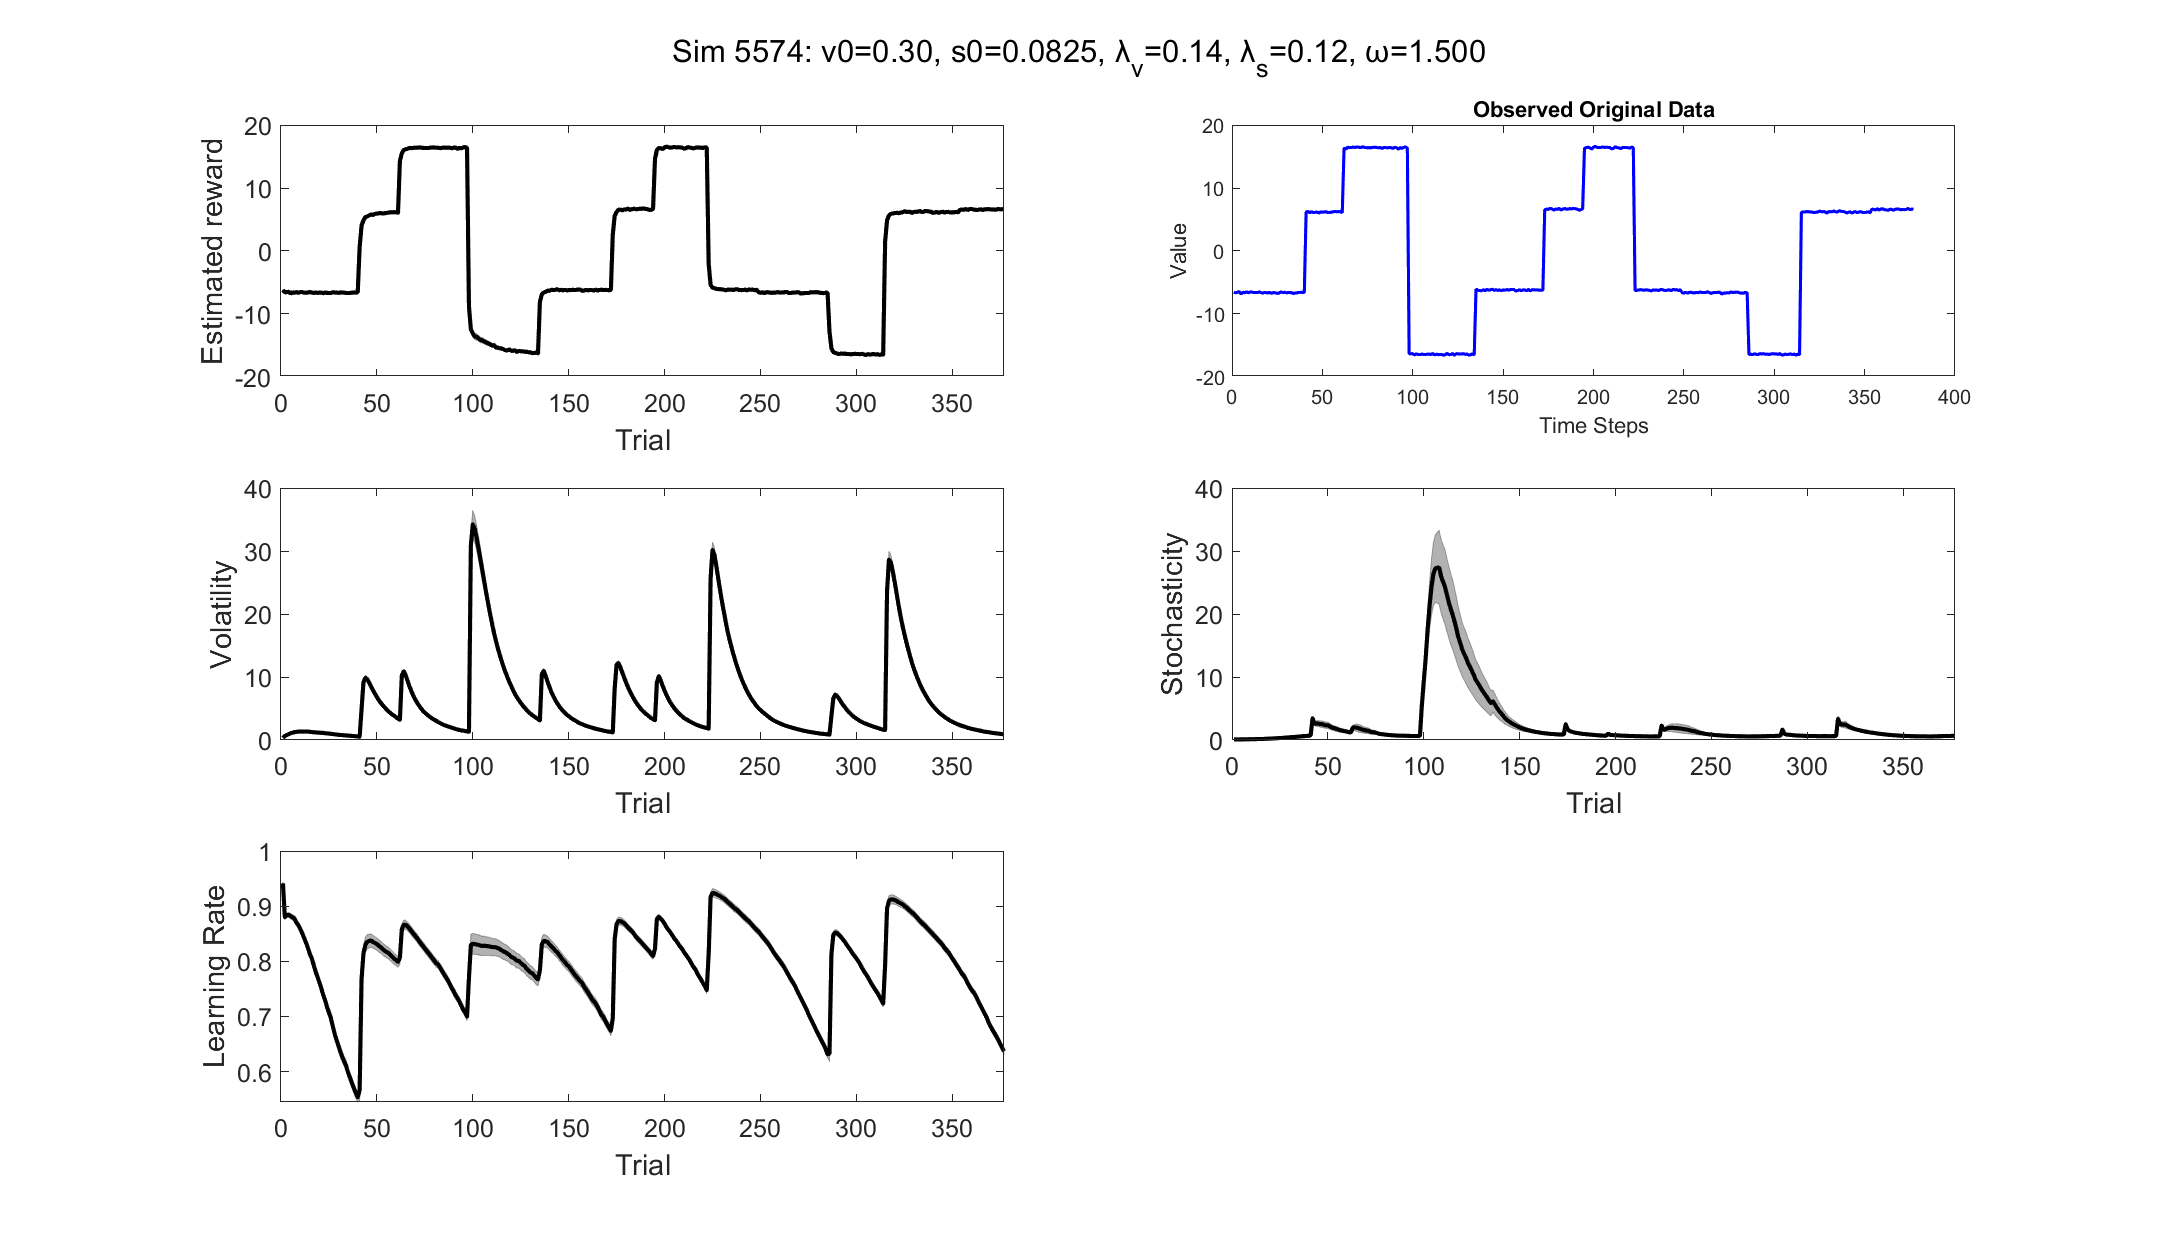 Sim 5574: v0=0.30, s0=0.0825, λ_v=0.14, λ_s=0.12, ω=1.500
20
10
0
-10
-20
Estimated reward
0 50 100 150 200 250 300 350
Trial
Observed Original Data
20
10
0
-10
-20
Value
0 50 100 150 200 250 300 350 400
Time Steps
40
30
20
10
0
Volatility
0 50 100 150 200 250 300 350
Trial
40
30
20
10
0
Stochasticity
0 50 100 150 200 250 300 350
Trial
1
0.9
0.8
0.7
0.6
Learning Rate
0 50 100 150 200 250 300 350
Trial